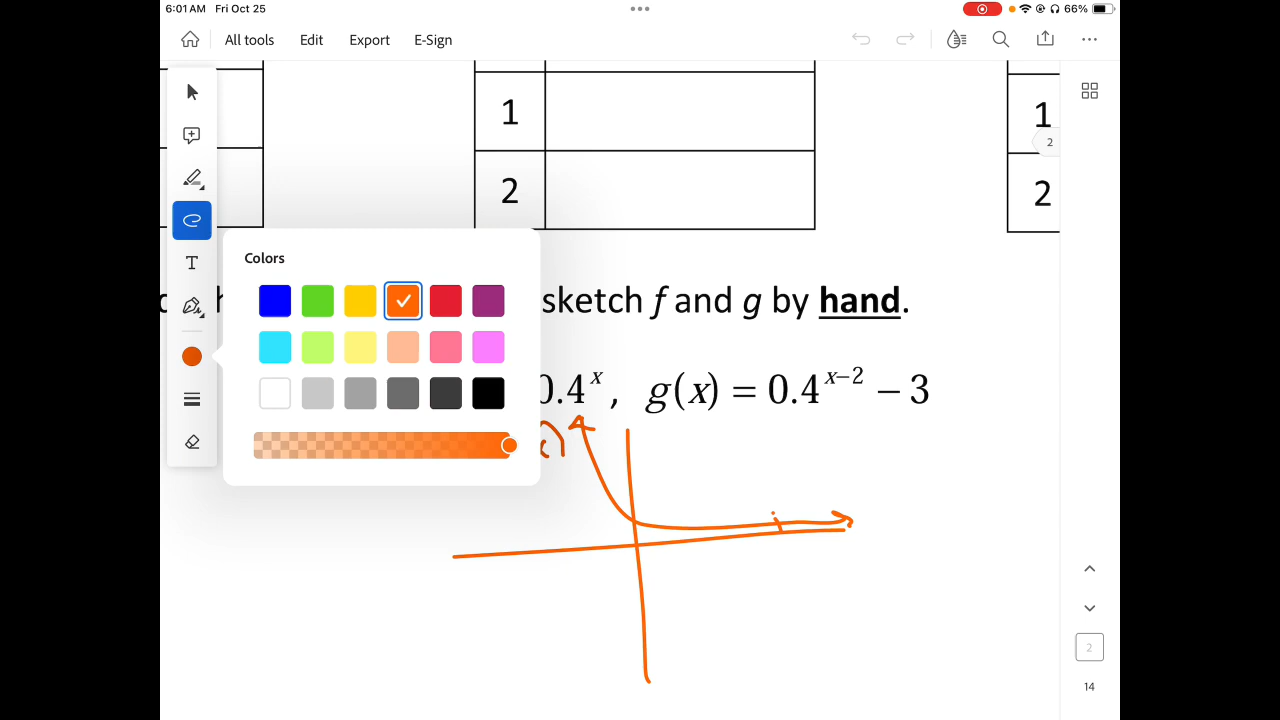 6:01 AM Fri Oct 25
66%
All tools Edit Export E-Sign
1
1
2
2
2
T
Colors
sketch f and g by hand.
0.4^x, g(x) = 0.4^{x−2} − 3
x)
2
14